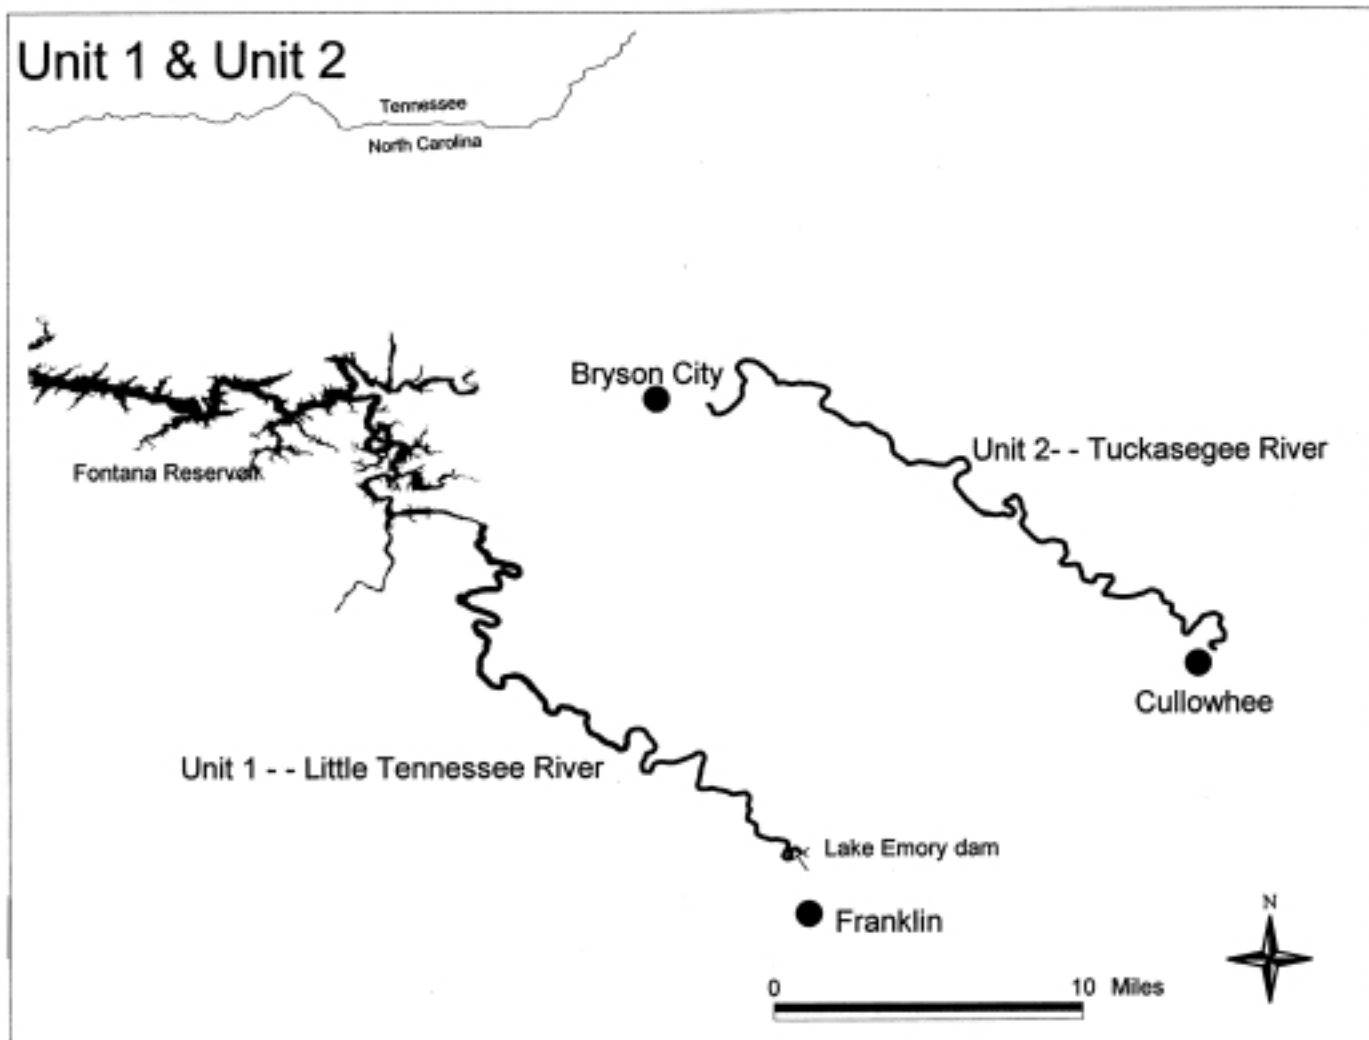 Unit 1 & Unit 2
Tennessee
North Carolina
Bryson City
Unit 2- - Tuckasegee River
Fontana Reservoir
Cullowhee
Unit 1 - - Little Tennessee River
Lake Emory dam
Franklin
N
0 10 Miles